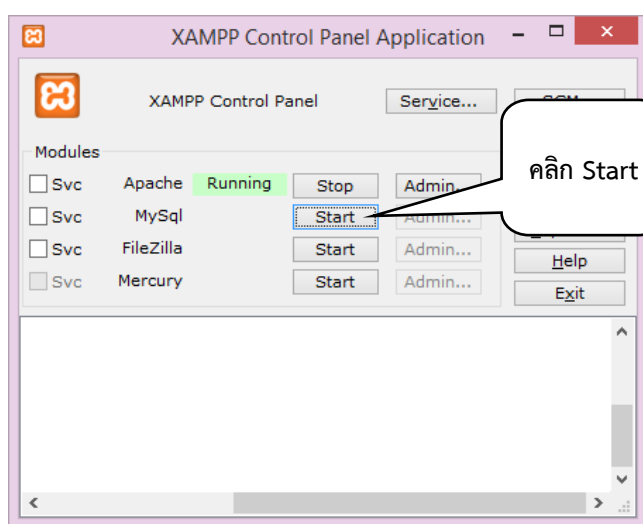 XAMPP Control Panel Application
XAMPP Control Panel
Service...
คลิก Start
Modules
Svc Apache Running Stop Admin...
Svc MySql Start Admin...
Svc FileZilla Start Admin...
Svc Mercury Start Admin...
Help
Exit